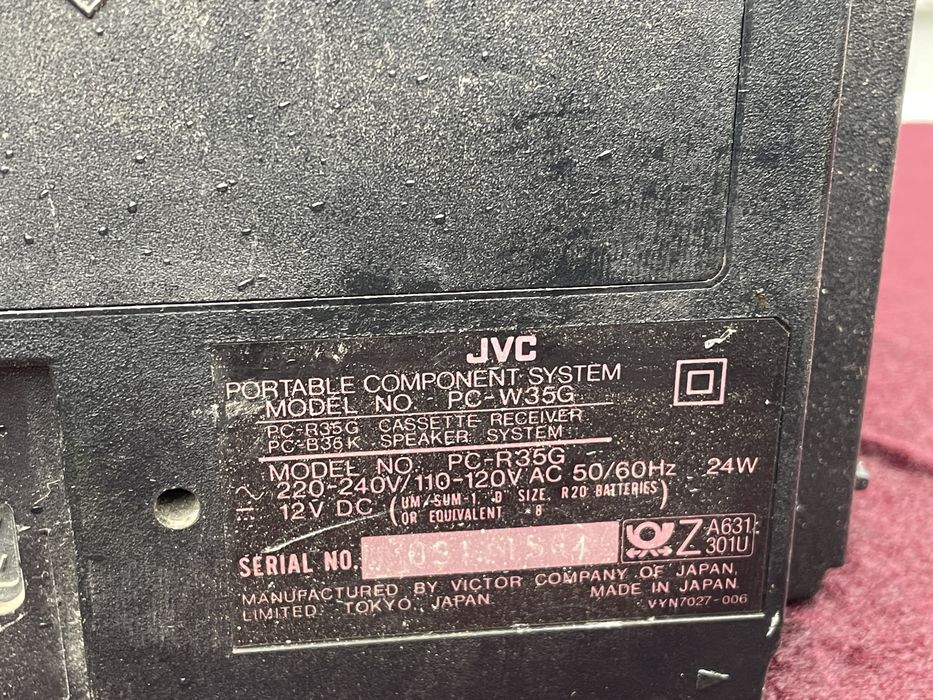 JVC
PORTABLE COMPONENT SYSTEM
MODEL NO PC-W35G
PC-R35G CASSETTE RECEIVER
SPEAKER SYSTEM
MODEL NO. PC-R35G
220-240V/110-120V AC 50/60Hz 24W
12V DC (UM/SUM-1, D SIZE, R20 BATTERIES)
(OR EQUIVALENT ×8)
SERIAL NO.
Z A631
301U
MANUFACTURED BY VICTOR COMPANY OF JAPAN,
LIMITED. TOKYO, JAPAN. MADE IN JAPAN
VYN7027-006